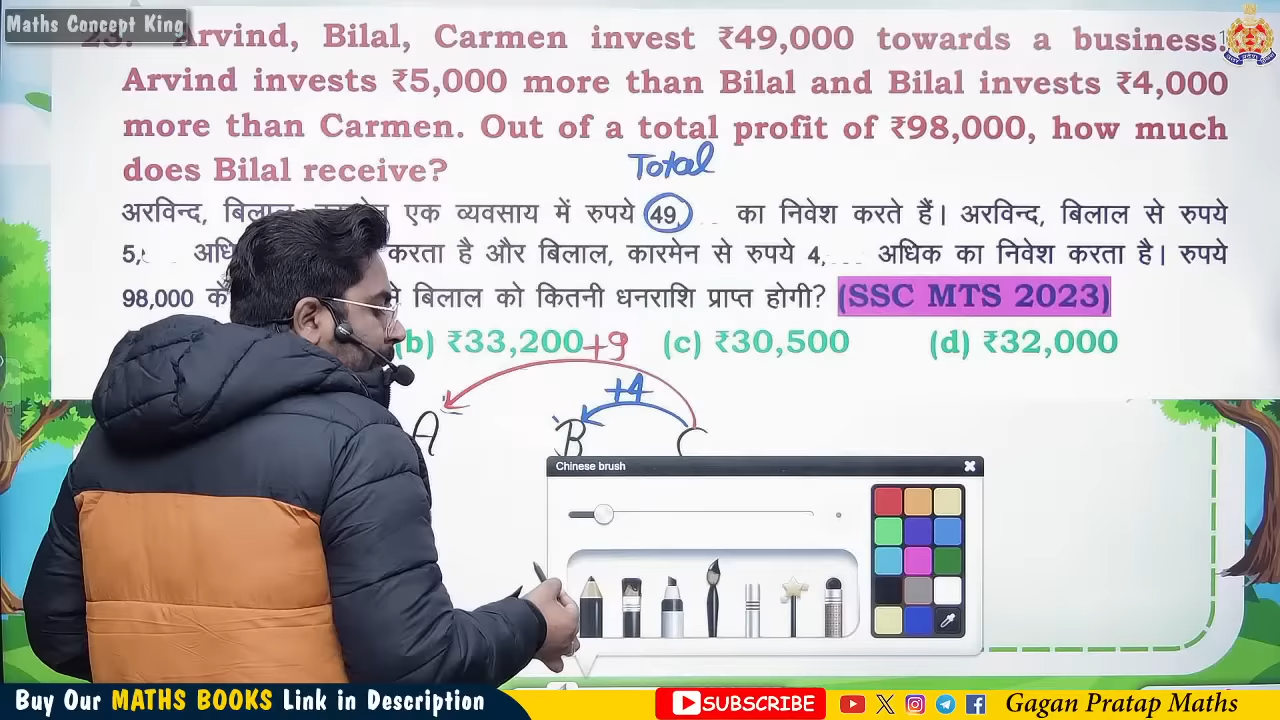 Maths Concept King
Arvind, Bilal, Carmen invest ₹49,000 towards a business.
Arvind invests ₹5,000 more than Bilal and Bilal invests ₹4,000
more than Carmen. Out of a total profit of ₹98,000, how much
does Bilal receive?
Total
अरविन्द, एक व्यवसाय में रुपये 49, का निवेश करते हैं। अरविन्द, बिलाल से रुपये
5, करता है और बिलाल, कारमेन से रुपये 4, अधिक का निवेश करता है। रुपये
98,000 बिलाल को कितनी धनराशि प्राप्त होगी? (SSC MTS 2023)
(b) ₹33,200 (c) ₹30,500 (d) ₹32,000
+9
+4
A B C
Chinese brush
Buy Our MATHS BOOKS Link in Description
SUBSCRIBE
Gagan Pratap Maths